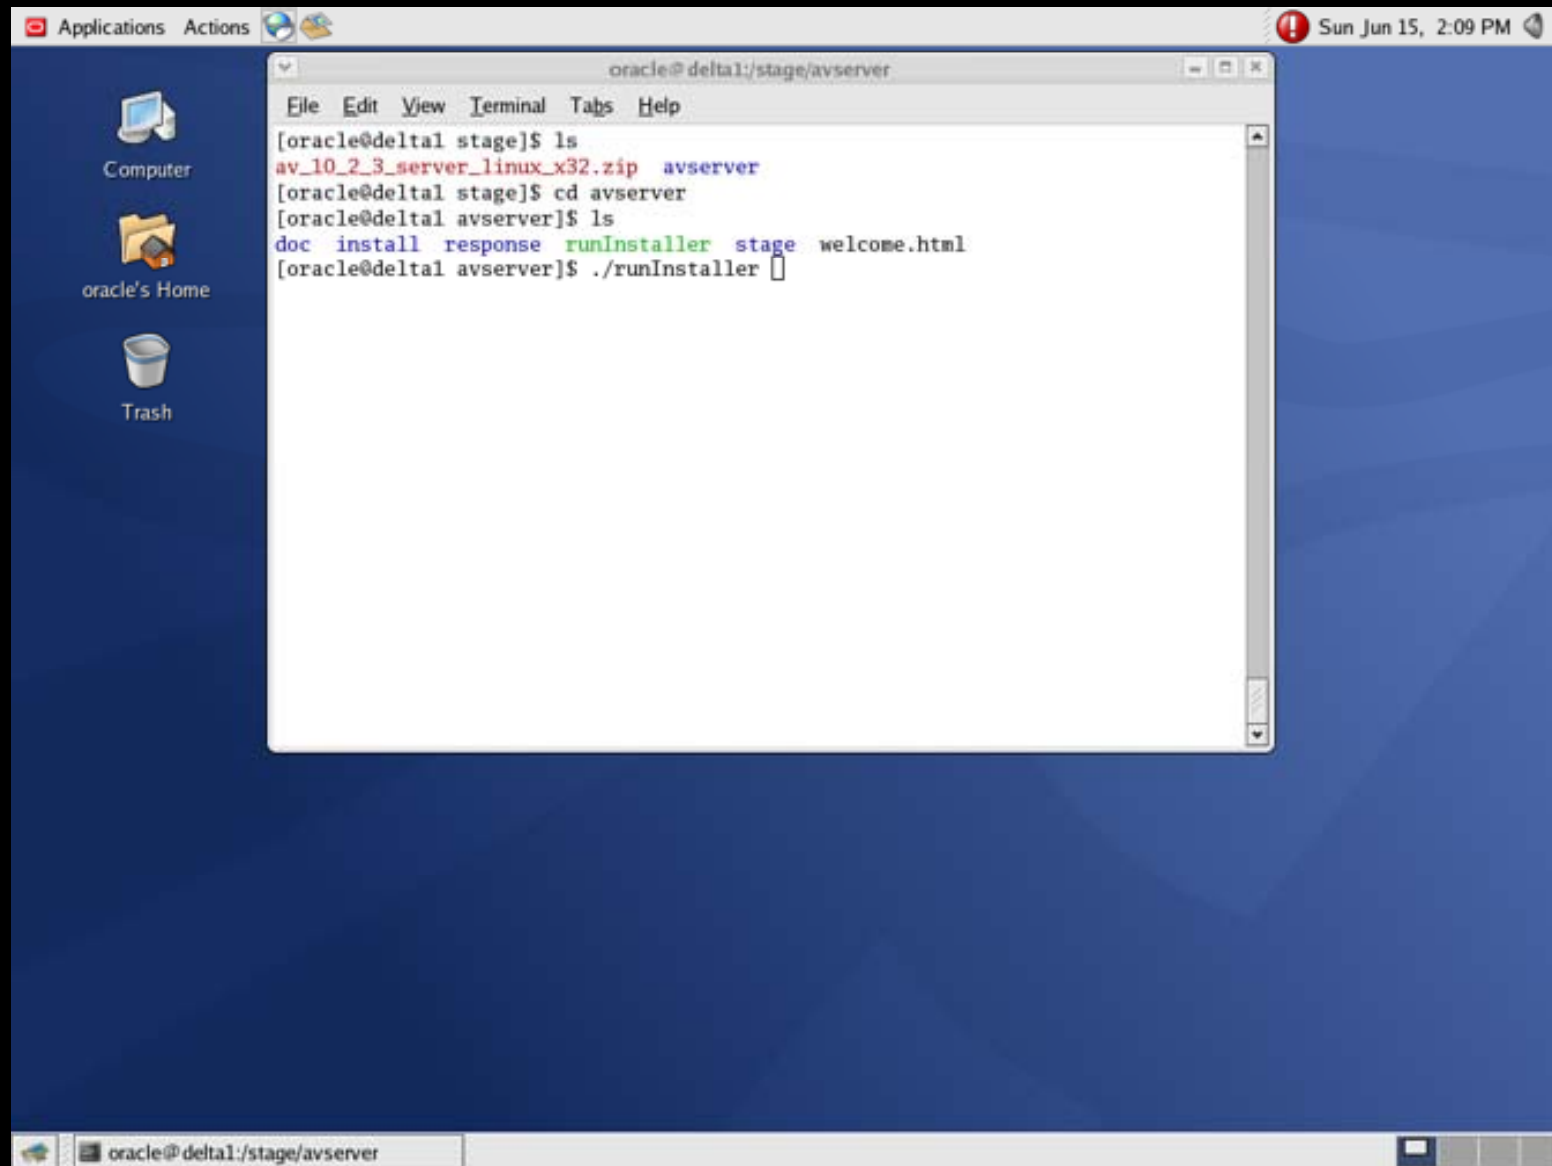 Applications Actions Sun Jun 15, 2:09 PM
oracle@delta1:/stage/avserver
File Edit View Terminal Tabs Help
[oracle@delta1 stage]$ ls
av_10_2_3_server_linux_x32.zip avserver
[oracle@delta1 stage]$ cd avserver
[oracle@delta1 avserver]$ ls
doc install response runInstaller stage welcome.html
[oracle@delta1 avserver]$ ./runInstaller
Computer
oracle's Home
Trash
oracle@delta1:/stage/avserver